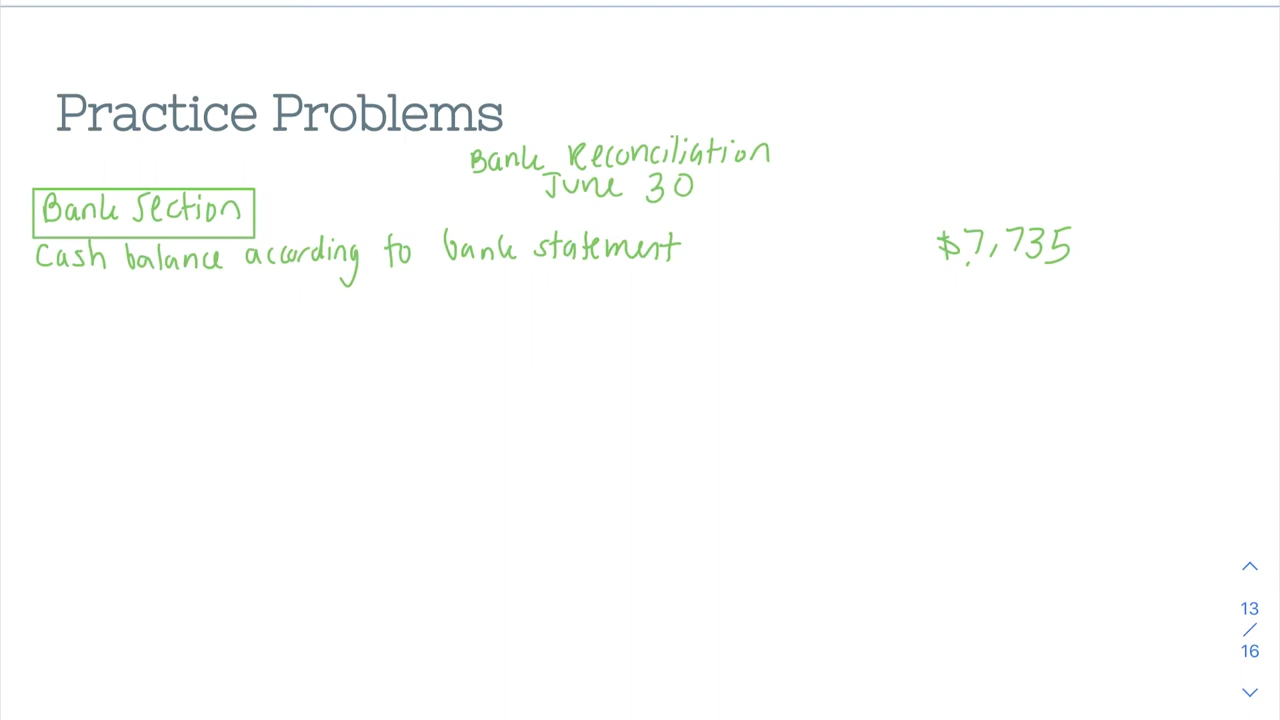 Practice Problems
Bank Reconciliation
June 30
Bank Section
Cash balance according to bank statement $7,735
13
/
16